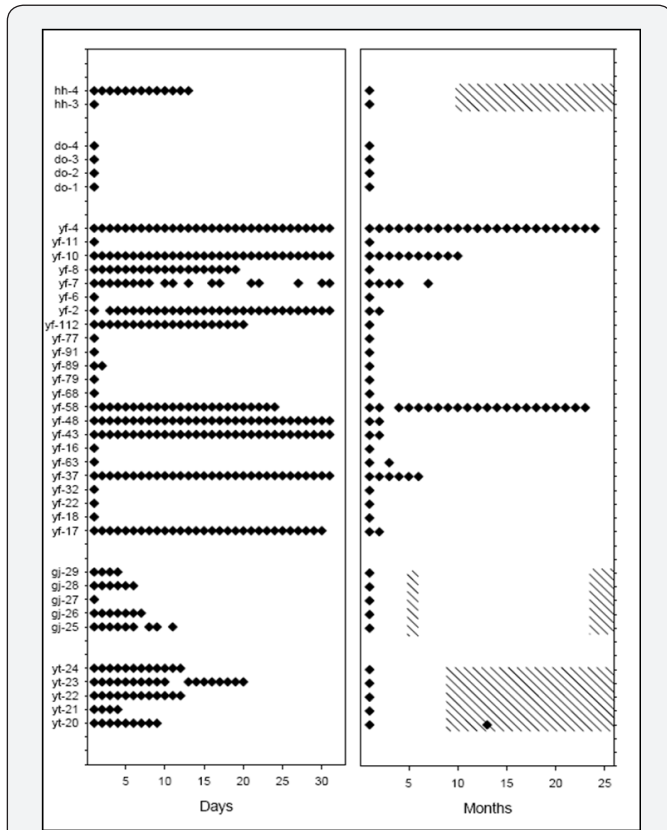 hh-4
hh-3
do-4
do-3
do-2
do-1
yf-4
yf-11
yf-10
yf-8
yf-7
yf-6
yf-2
yf-112
yf-77
yf-91
yf-89
yf-79
yf-68
yf-58
yf-48
yf-43
yf-16
yf-63
yf-37
yf-32
yf-22
yf-18
yf-17
gj-29
gj-28
gj-27
gj-26
gj-25
yt-24
yt-23
yt-22
yt-21
yt-20
5 10 15 20 25 30
5 10 15 20 25
Days
Months